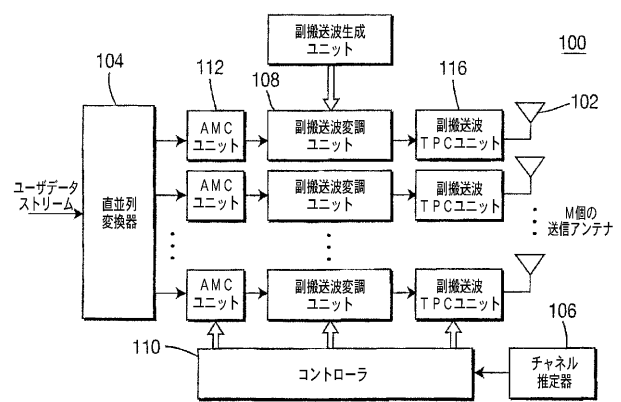 副搬送波生成
ユニット
100
104
112
108
116
102
AMC
ユニット
副搬送波変調
ユニット
副搬送波
TPCユニット
ユーザデータ
ストリーム
直並列
変換器
AMC
ユニット
副搬送波変調
ユニット
副搬送波
TPCユニット
M個の
送信アンテナ
AMC
ユニット
副搬送波変調
ユニット
副搬送波
TPCユニット
110
コントローラ
106
チャネル
推定器